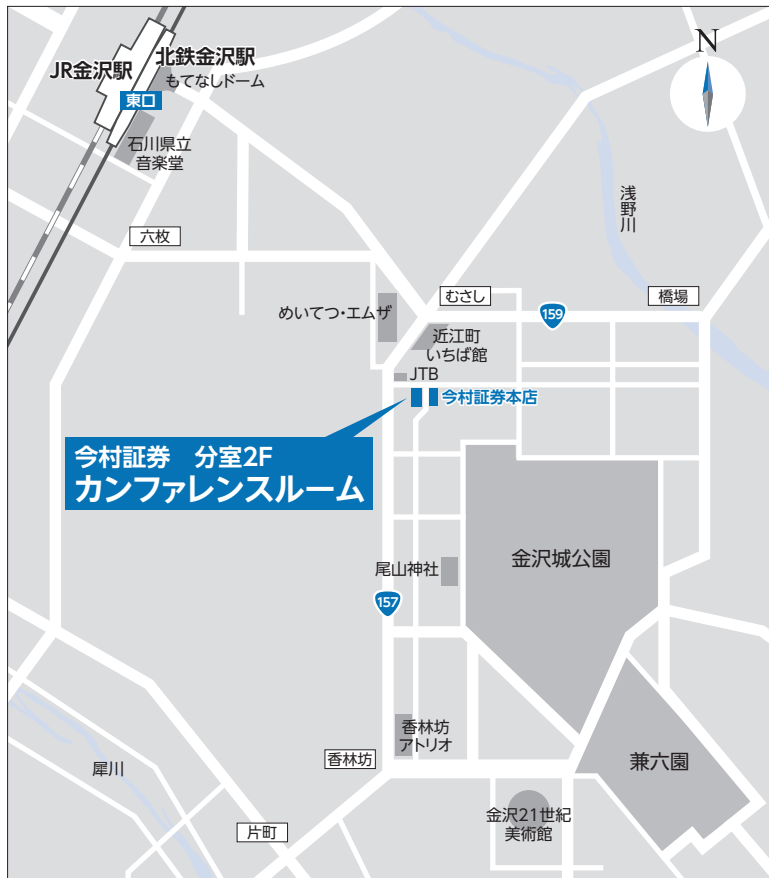 N
JR金沢駅
北鉄金沢駅
もてなしドーム
東口
石川県立
音楽堂
浅野川
六枚
むさし
橋場
めいてつ・エムザ
159
近江町
いちば館
JTB
今村証券本店
今村証券 分室2F
カンファレンスルーム
金沢城公園
尾山神社
157
香林坊
アトリオ
香林坊
兼六園
犀川
金沢21世紀
美術館
片町